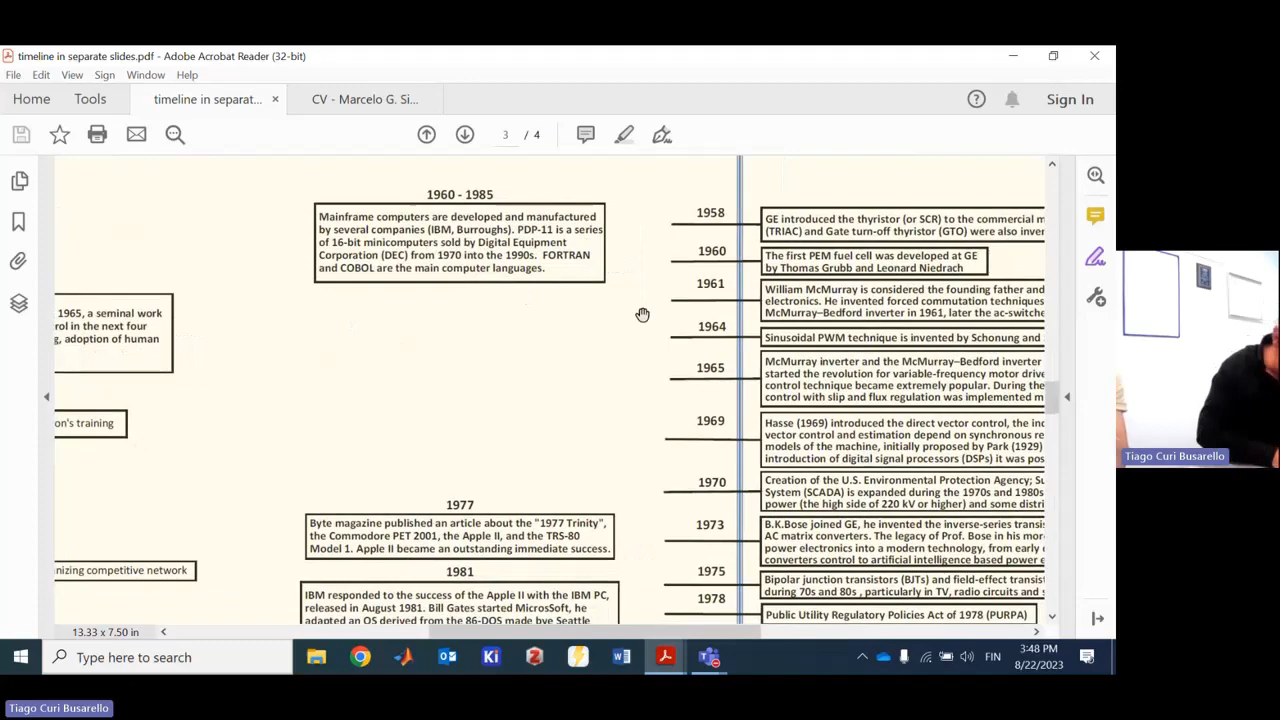 timeline in separate slides.pdf - Adobe Acrobat Reader (32-bit)
File Edit View Sign Window Help
Home Tools timeline in separat... × CV - Marcelo G. Si... Sign In
3 / 4
1960 - 1985
Mainframe computers are developed and manufactured
by several companies (IBM, Burroughs). PDP-11 is a series
of 16-bit minicomputers sold by Digital Equipment
Corporation (DEC) from 1970 into the 1990s. FORTRAN
and COBOL are the main computer languages.
1965, a seminal work
rol in the next four
g, adoption of human
on's training
1977
Byte magazine published an article about the "1977 Trinity",
the Commodore PET 2001, the Apple II, and the TRS-80
Model 1. Apple II became an outstanding immediate success.
nizing competitive network
1981
IBM responded to the success of the Apple II with the IBM PC,
released in August 1981. Bill Gates started MicrosSoft, he
adapted an OS derived from the 86-DOS made bye Seattle
1958
GE introduced the thyristor (or SCR) to the commercial m
(TRIAC) and Gate turn-off thyristor (GTO) were also inven
1960
The first PEM fuel cell was developed at GE
by Thomas Grubb and Leonard Niedrach
1961
William McMurray is considered the founding father and
electronics. He invented forced commutation techniques
McMurray–Bedford inverter in 1961, later the ac-switche
1964
Sinusoidal PWM technique is invented by Schonung and
1965
McMurray inverter and the McMurray–Bedford inverter
started the revolution for variable-frequency motor drive
control technique became extremely popular. During the
control with slip and flux regulation was implemented m
1969
Hasse (1969) introduced the direct vector control, the inc
vector control and estimation depend on synchronous re
models of the machine, initially proposed by Park (1929)
introduction of digital signal processors (DSPs) it was pos
1970
Creation of the U.S. Environmental Protection Agency; Su
System (SCADA) is expanded during the 1970s and 1980s
power (the high side of 220 kV or higher) and some distri
1973
B.K.Bose joined GE, he invented the inverse-series transis
AC matrix converters. The legacy of Prof. Bose in his mor
power electronics into a modern technology, from early
converters control to artificial intelligence based power e
1975
Bipolar junction transistors (BJTs) and field-effect transist
during 70s and 80s , particularly in TV, radio circuits and s
1978
Public Utility Regulatory Policies Act of 1978 (PURPA)
13.33 x 7.50 in
Type here to search
Ki
FIN
3:48 PM
8/22/2023
Tiago Curi Busarello
Tiago Curi Busarello